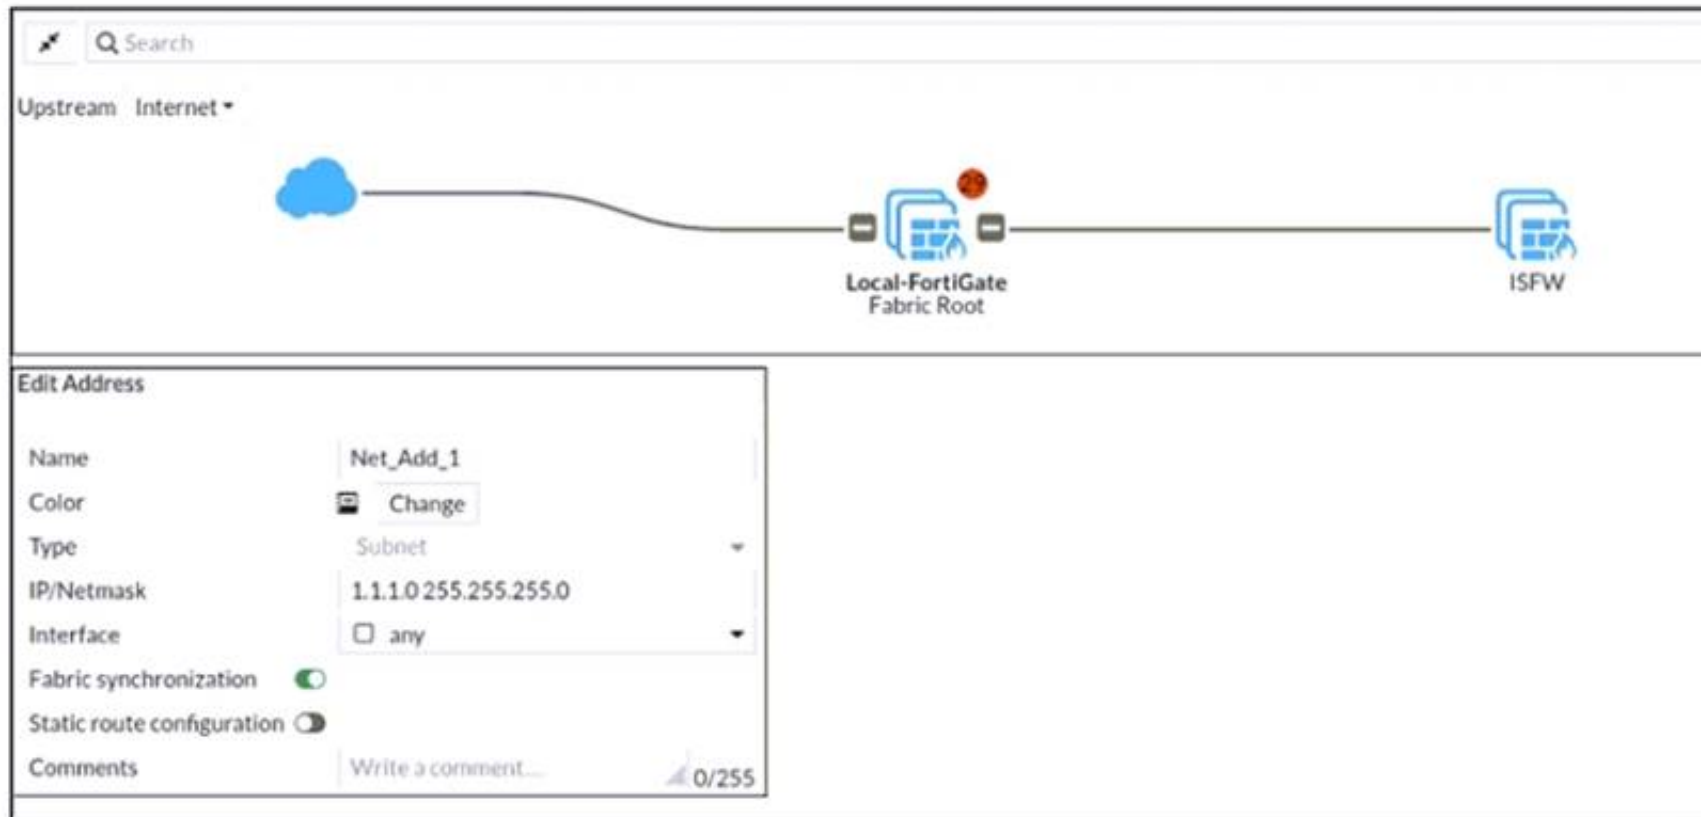 Search
Upstream Internet
29
Local-FortiGate
Fabric Root
ISFW
Edit Address
Name Net_Add_1
Color Change
Type Subnet
IP/Netmask 1.1.1.0 255.255.255.0
Interface any
Fabric synchronization
Static route configuration
Comments Write a comment... 0/255